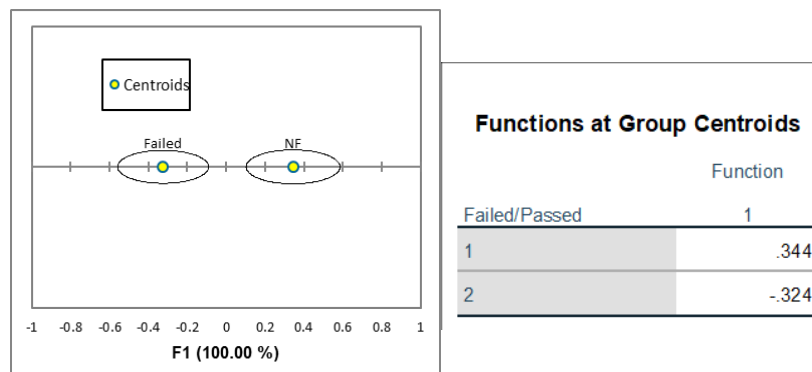 Centroids
Failed NF
-1 -0.8 -0.6 -0.4 -0.2 0 0.2 0.4 0.6 0.8 1
F1 (100.00 %)
Functions at Group Centroids
Function
Failed/Passed 1
1 .344
2 -.324